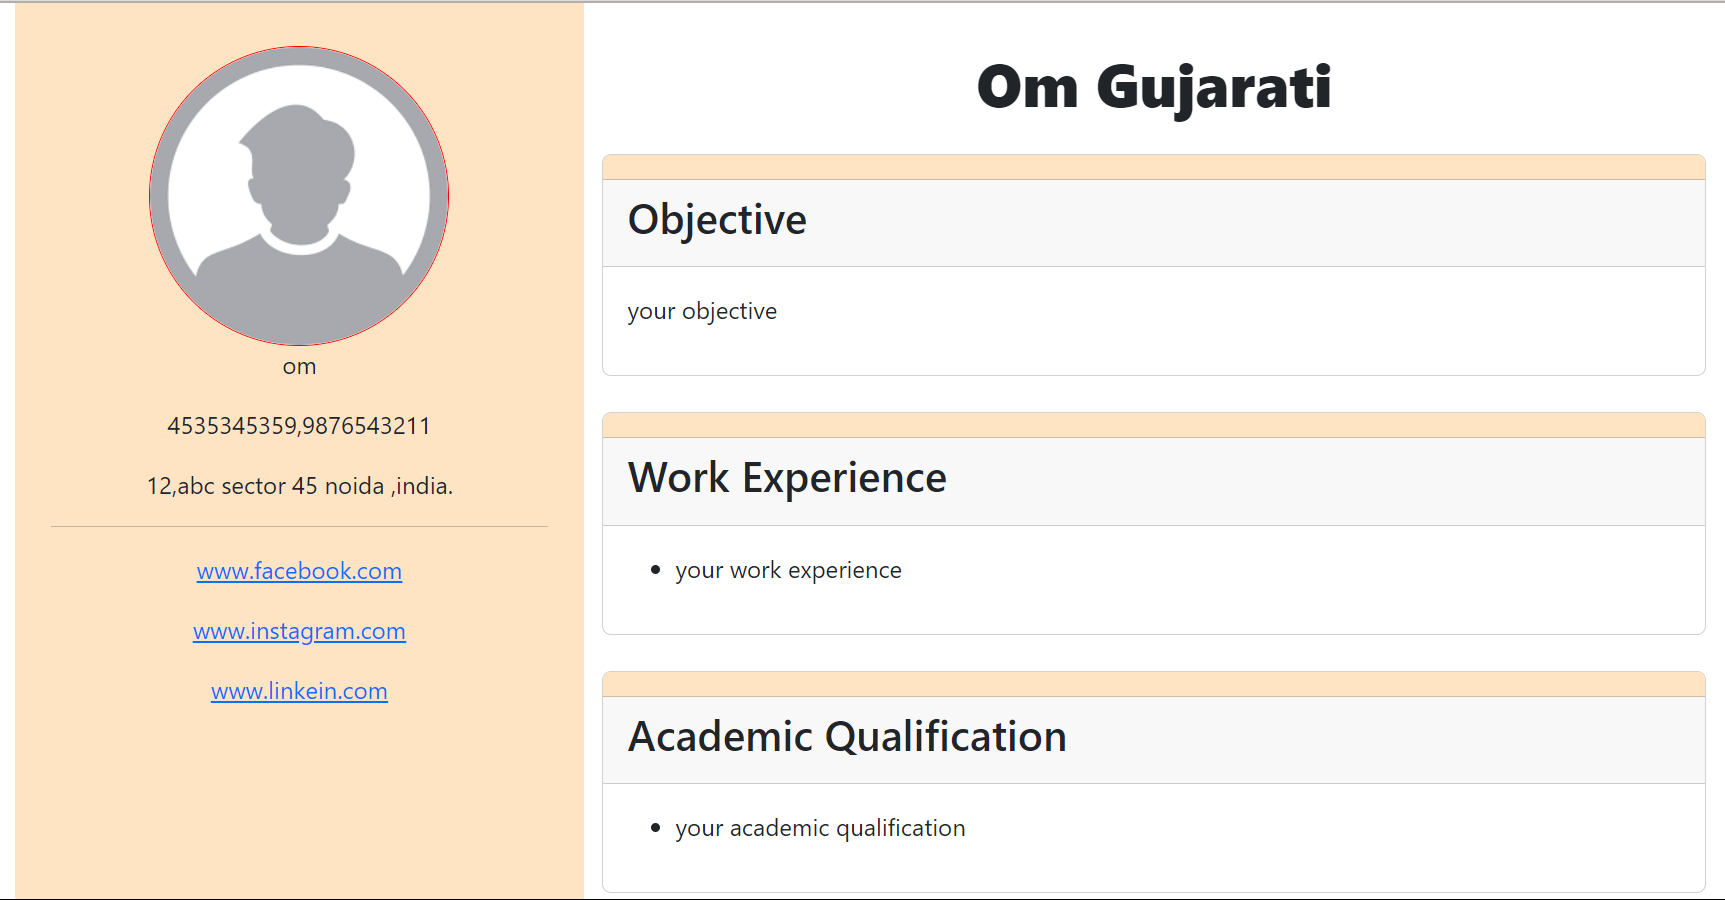 om
4535345359,9876543211
12,abc sector 45 noida ,india.
www.facebook.com
www.instagram.com
www.linkein.com
Om Gujarati
Objective
your objective
Work Experience
your work experience
Academic Qualification
your academic qualification